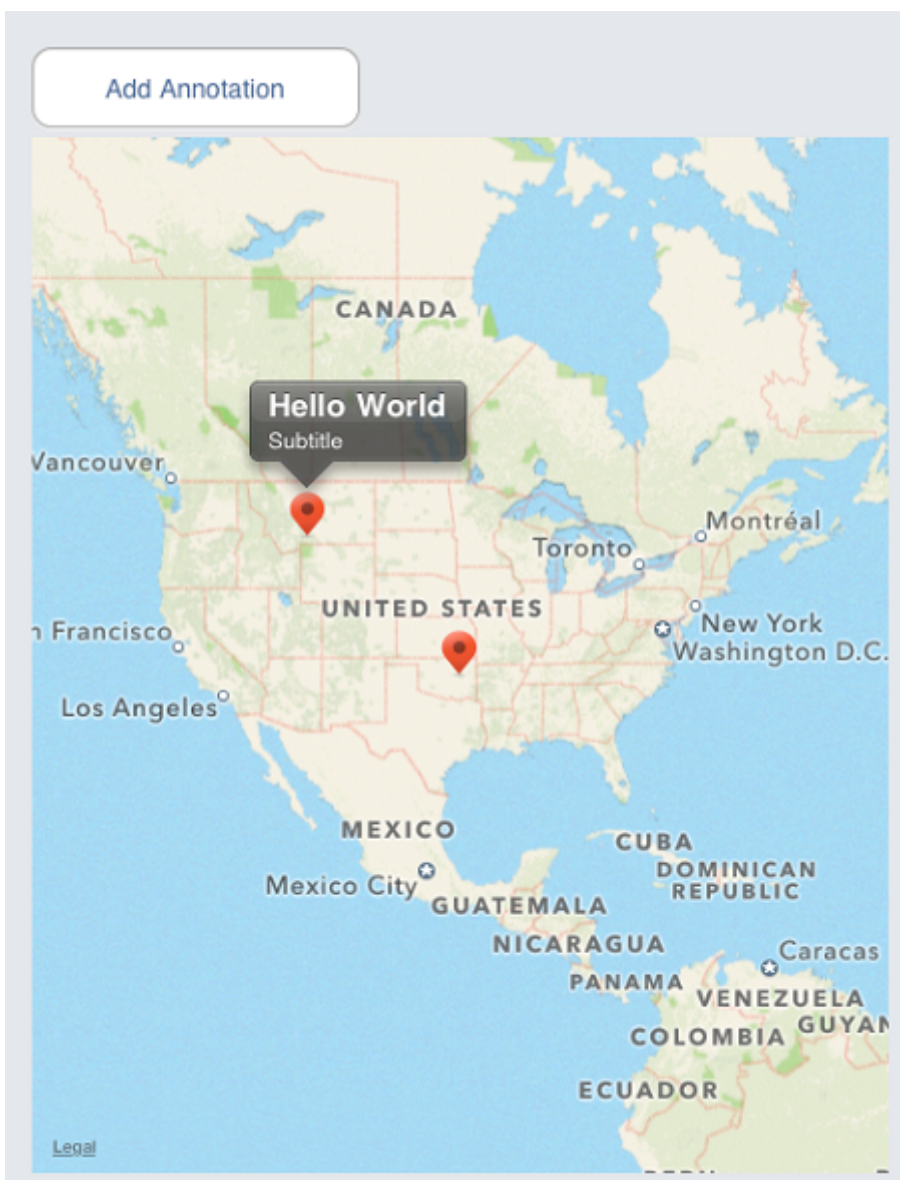 Add Annotation
CANADA
Hello World
Subtitle
Vancouver
Montréal
Toronto
UNITED STATES
New York
n Francisco
Washington D.C.
Los Angeles
MEXICO
CUBA
DOMINICAN
REPUBLIC
Mexico City
GUATEMALA
NICARAGUA
Caracas
PANAMA
VENEZUELA
GUYAN
COLOMBIA
ECUADOR
Legal